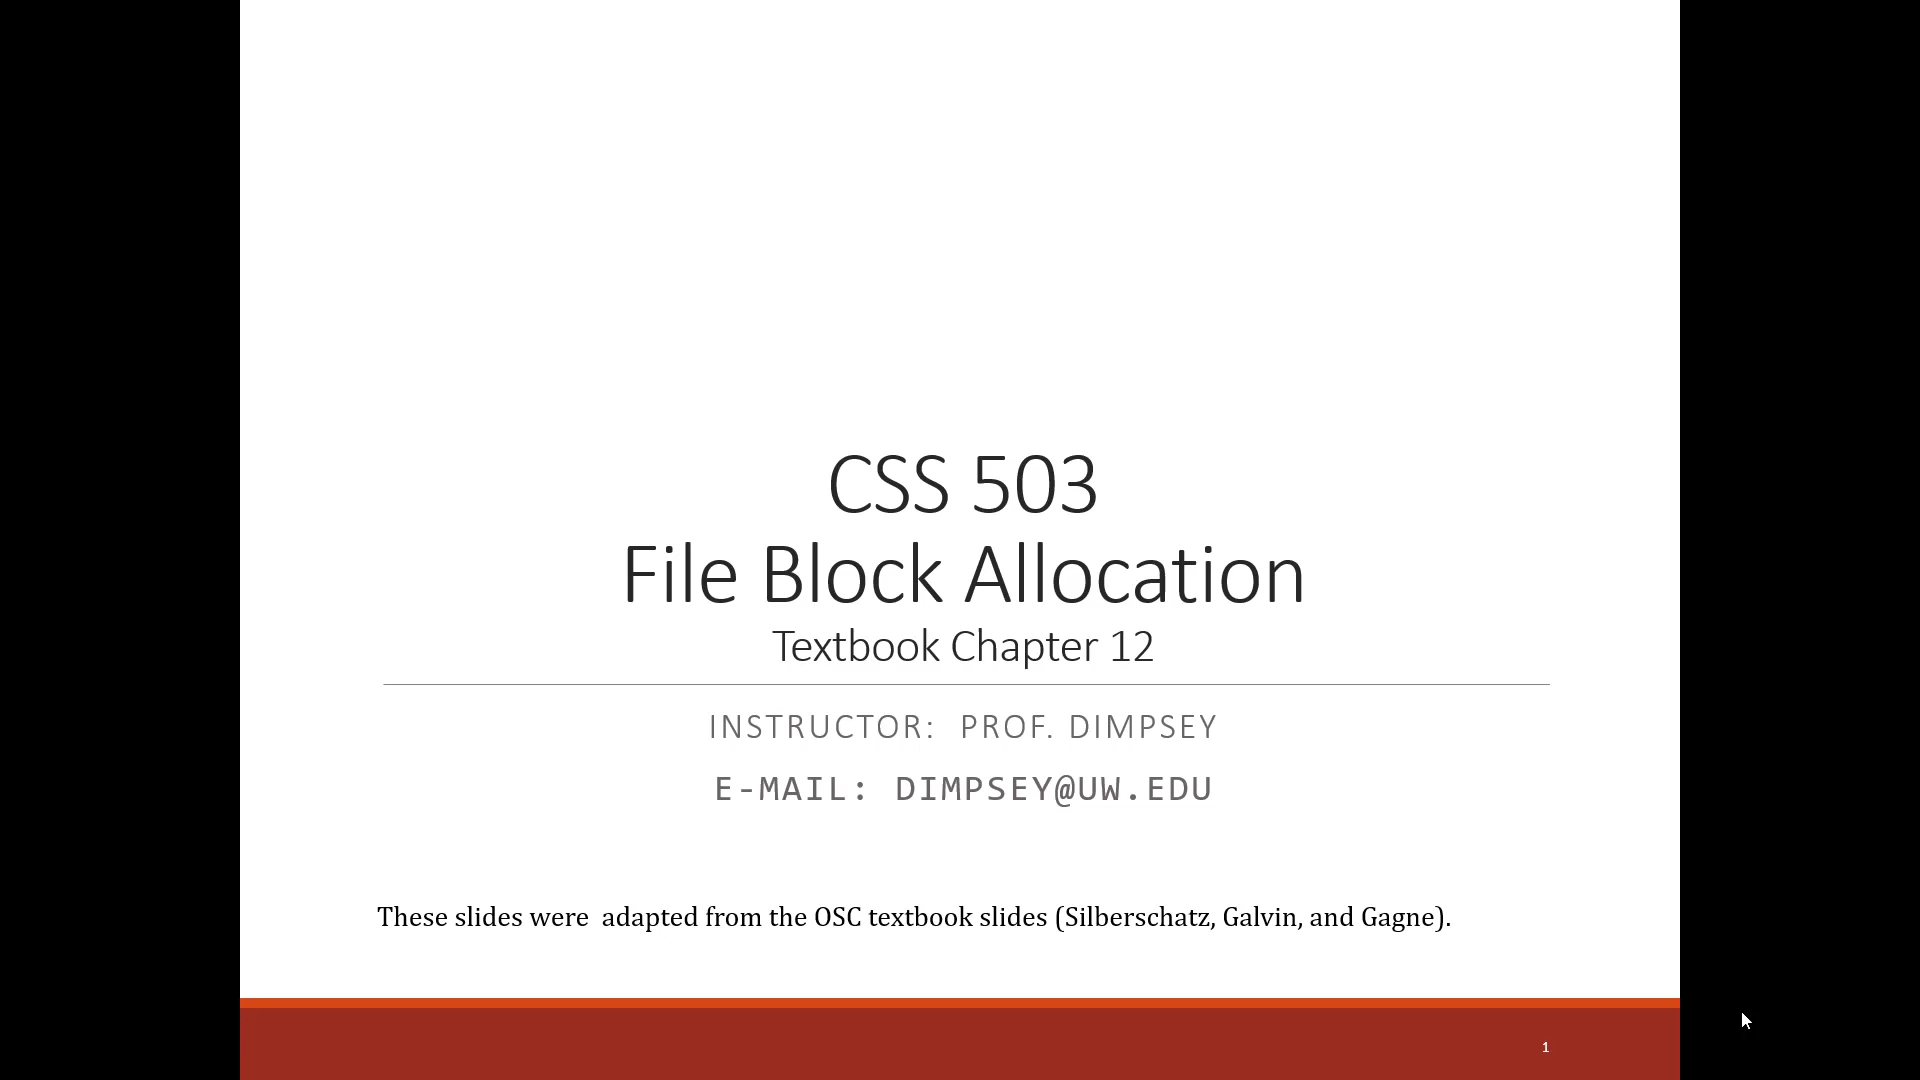 CSS 503
File Block Allocation
Textbook Chapter 12
INSTRUCTOR: PROF. DIMPSEY
E-MAIL: DIMPSEY@UW.EDU
These slides were adapted from the OSC textbook slides (Silberschatz, Galvin, and Gagne).
1